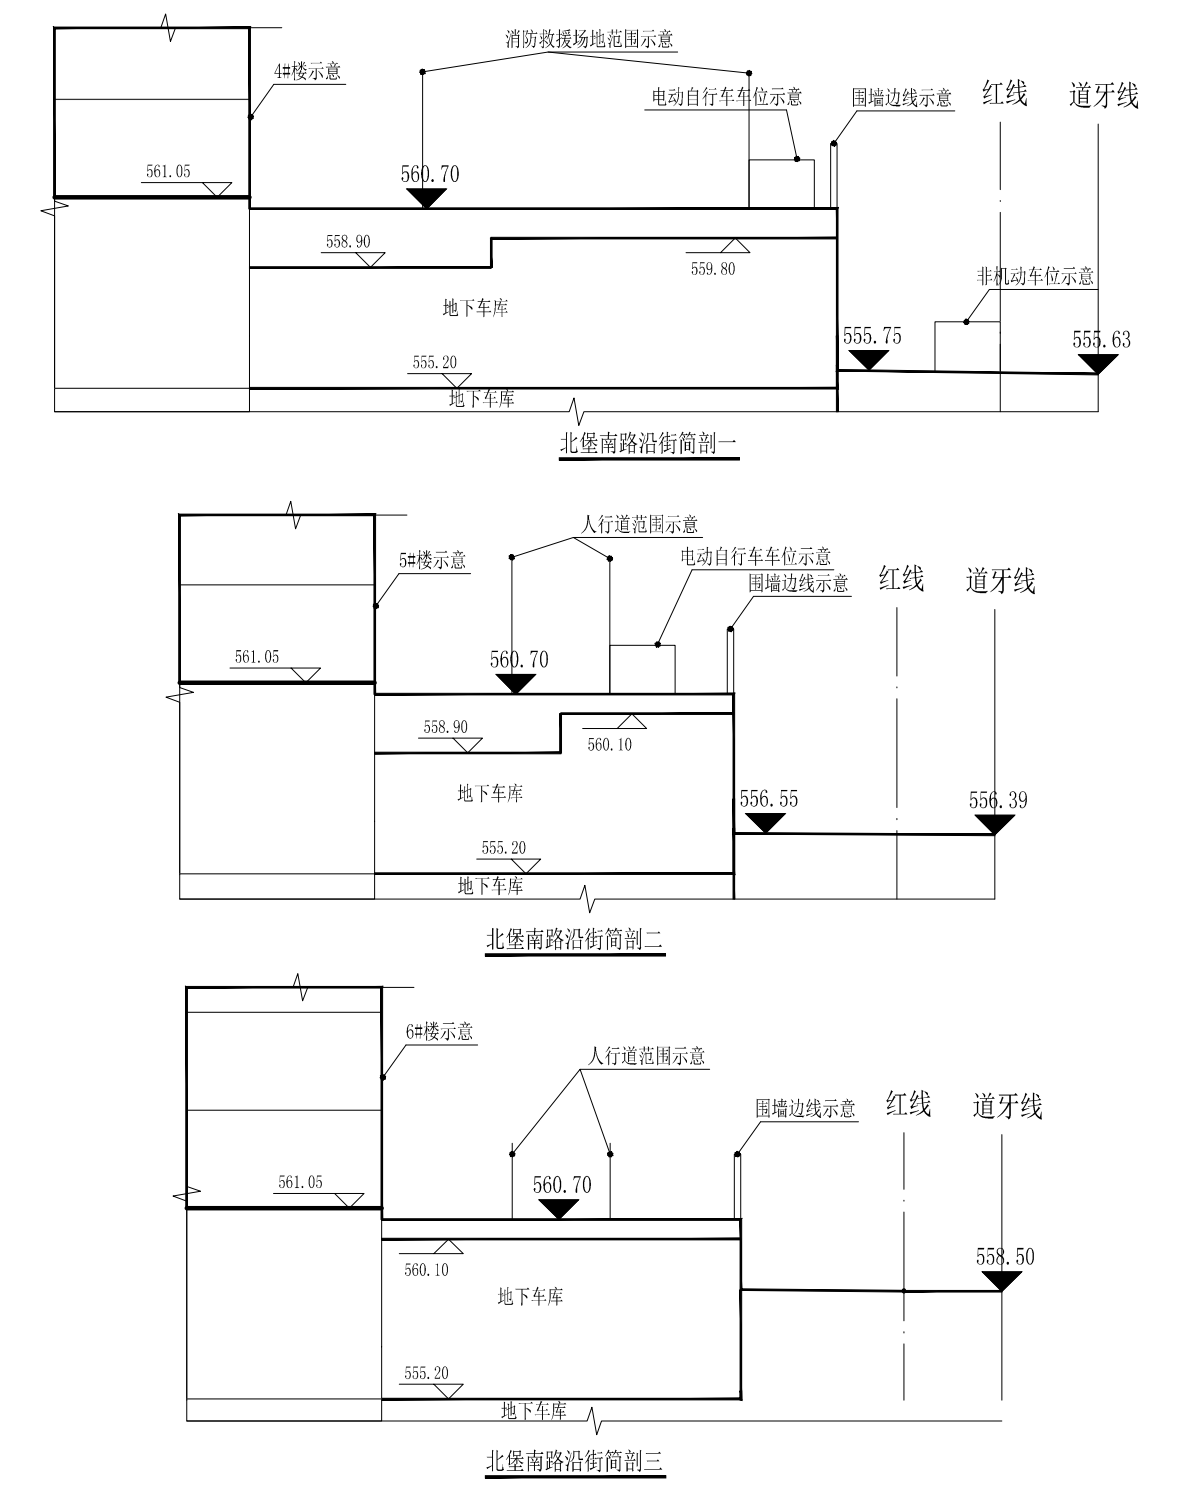 消防救援场地范围示意
4#楼示意
电动自行车车位示意
围墙边线示意
红线
道牙线
561.05
560.70
558.90
559.80
非机动车位示意
地下车库
555.75
555.63
555.20
地下车库
北堡南路沿街简剖一
人行道范围示意
5#楼示意
电动自行车车位示意
围墙边线示意
红线
道牙线
561.05
560.70
558.90
560.10
地下车库
556.55
556.39
555.20
地下车库
北堡南路沿街简剖二
6#楼示意
人行道范围示意
围墙边线示意
红线
道牙线
561.05
560.70
560.10
558.50
地下车库
555.20
地下车库
北堡南路沿街简剖三